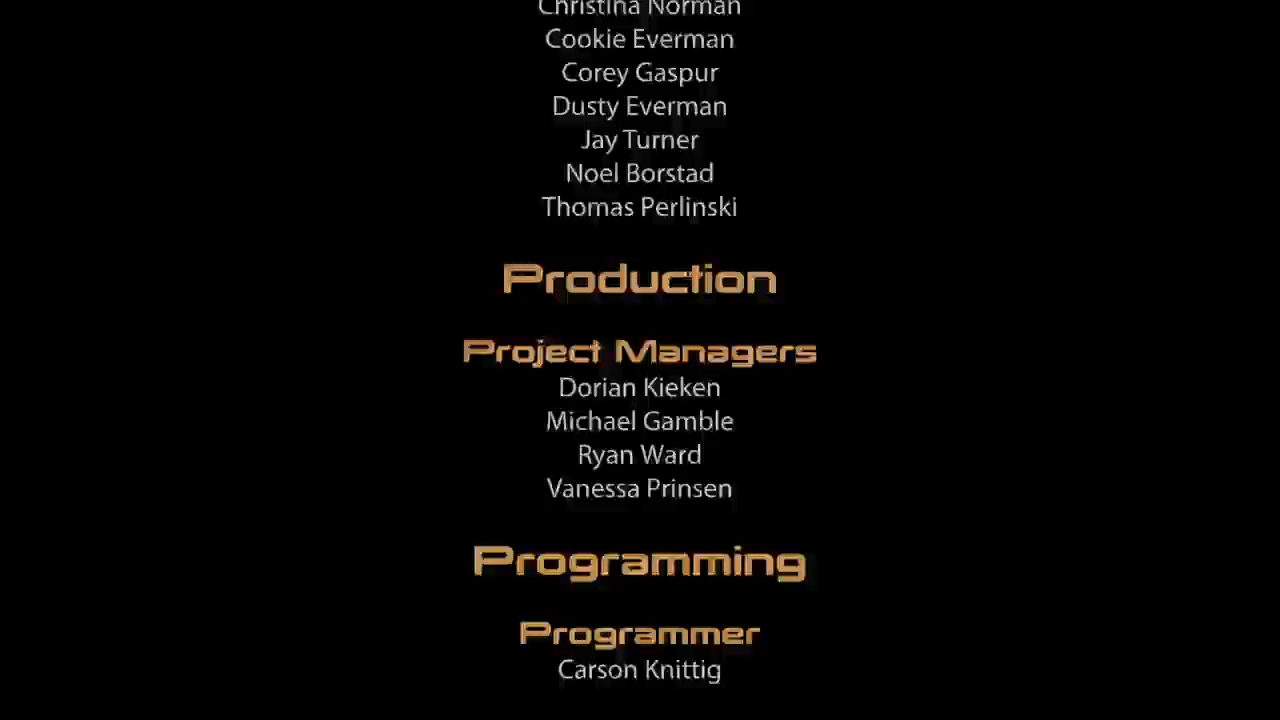 Christina Norman
Cookie Everman
Corey Gaspur
Dusty Everman
Jay Turner
Noel Borstad
Thomas Perlinski
Production
Project Managers
Dorian Kieken
Michael Gamble
Ryan Ward
Vanessa Prinsen
Programming
Programmer
Carson Knittig